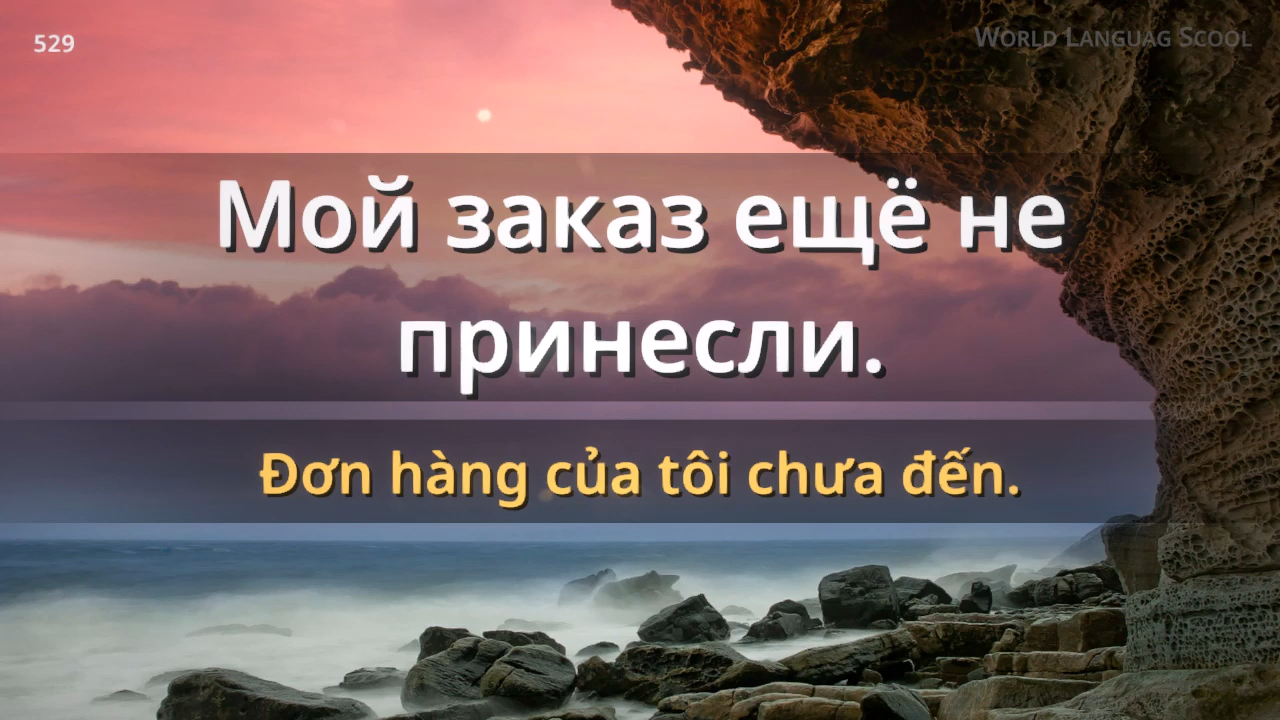 529
World Languag Scool
Мой заказ ещё не
принесли.
Đơn hàng của tôi chưa đến.